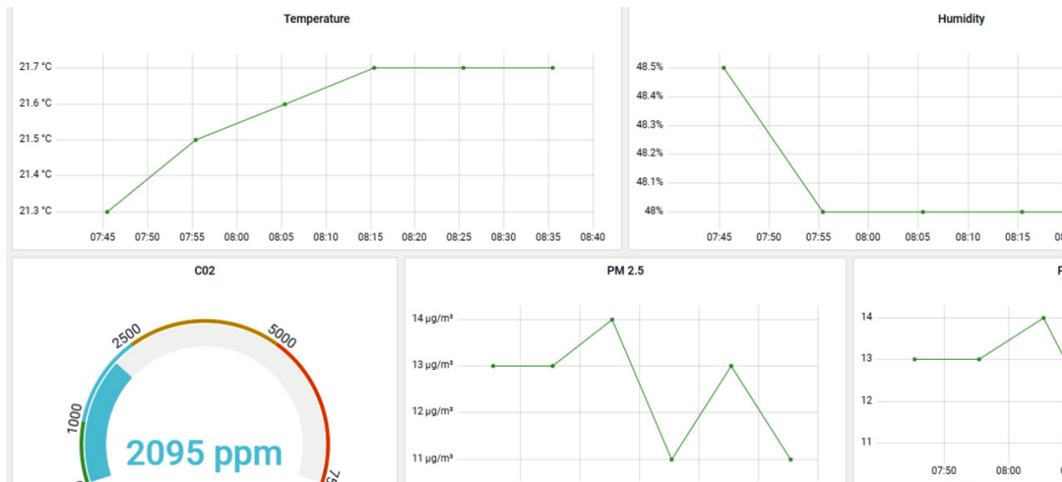 Temperature
21.7 °C
21.6 °C
21.5 °C
21.4 °C
21.3 °C
07:45 07:50 07:55 08:00 08:05 08:10 08:15 08:20 08:25 08:30 08:35 08:40
Humidity
48.5%
48.4%
48.3%
48.2%
48.1%
48%
07:45 07:50 07:55 08:00 08:05 08:10 08:15
C02
1000
2500
5000
2095 ppm
PM 2.5
14 µg/m³
13 µg/m³
12 µg/m³
11 µg/m³
14
13
12
11
07:50 08:00